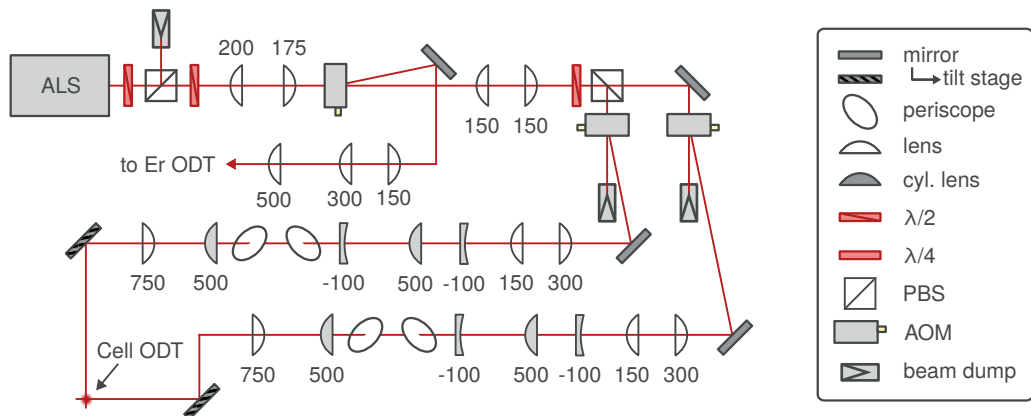 200 175
ALS
150 150
to Er ODT
500 300 150
750 500 -100 500 -100 150 300
Cell ODT
750 500 -100 500 -100 150 300
mirror
tilt stage
periscope
lens
cyl. lens
λ/2
λ/4
PBS
AOM
beam dump